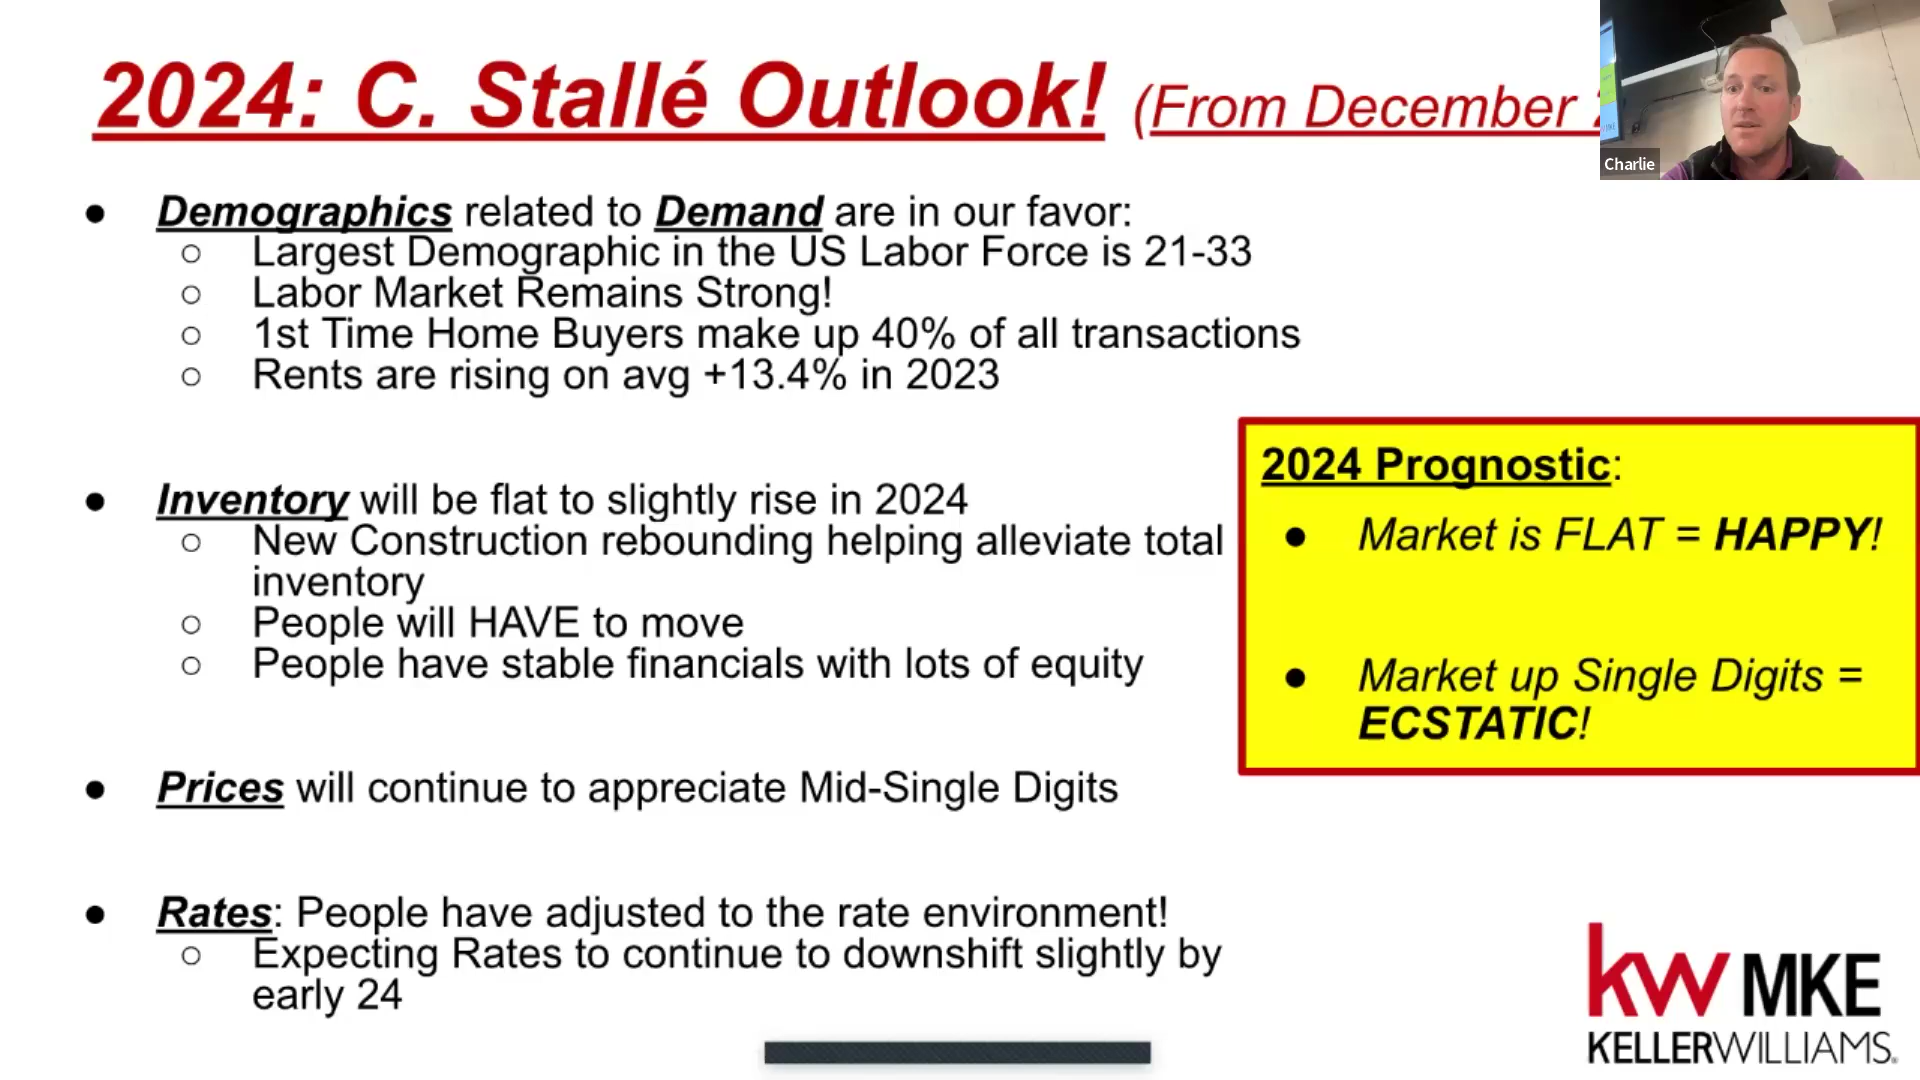 2024: C. Stallé Outlook! (From December
Charlie
● Demographics related to Demand are in our favor:
○ Largest Demographic in the US Labor Force is 21-33
○ Labor Market Remains Strong!
○ 1st Time Home Buyers make up 40% of all transactions
○ Rents are rising on avg +13.4% in 2023
● Inventory will be flat to slightly rise in 2024
○ New Construction rebounding helping alleviate total
inventory
○ People will HAVE to move
○ People have stable financials with lots of equity
● Prices will continue to appreciate Mid-Single Digits
● Rates: People have adjusted to the rate environment!
○ Expecting Rates to continue to downshift slightly by
early 24
2024 Prognostic:
● Market is FLAT = HAPPY!
● Market up Single Digits =
ECSTATIC!
kw MKE
KELLERWILLIAMS.